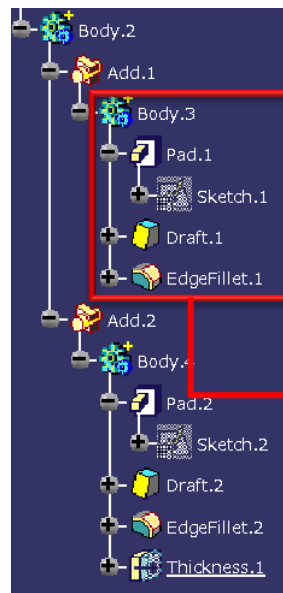 Body.2
Add.1
Body.3
Pad.1
Sketch.1
Draft.1
EdgeFillet.1
Add.2
Body.4
Pad.2
Sketch.2
Draft.2
EdgeFillet.2
Thickness.1